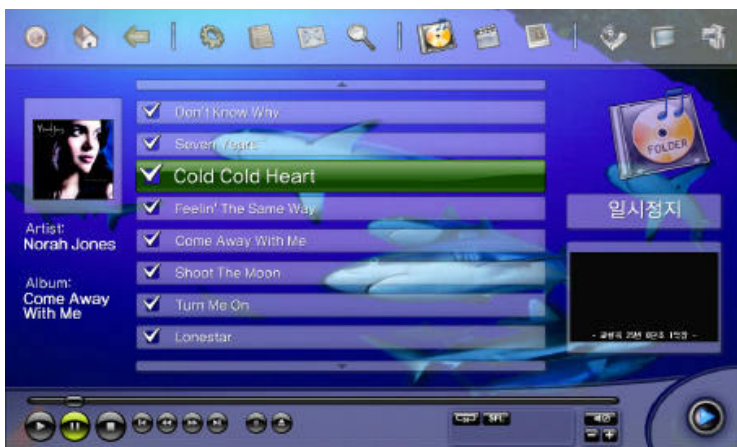 Don't Know Why
Seven Years
Cold Cold Heart
Feelin' The Same Way
Come Away With Me
Shoot The Moon
Turn Me On
Lonestar
Artist:
Norah Jones
Album:
Come Away
With Me
FOLDER
일시정지